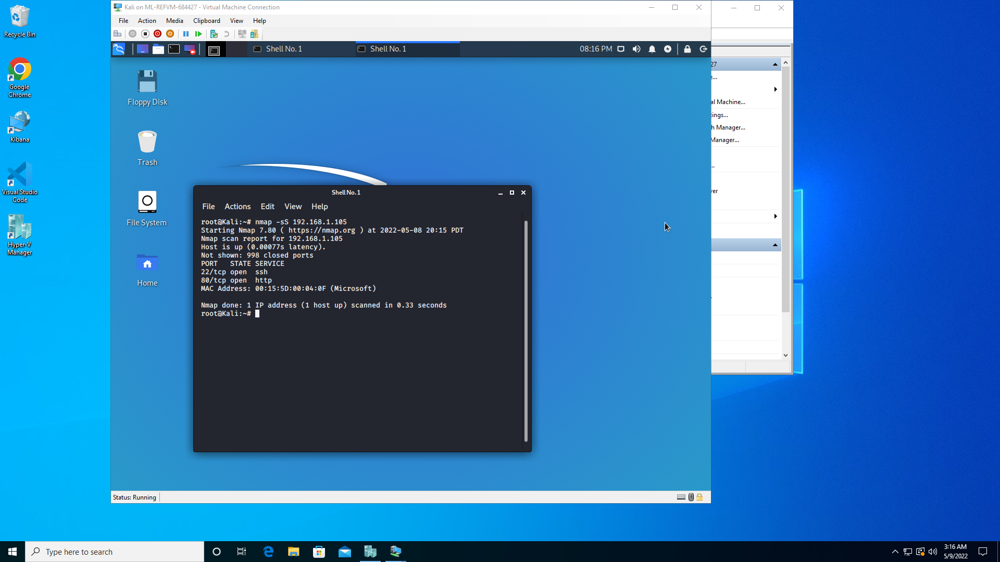 Recycle Bin
Google
Chrome
Kibana
Visual Studio
Code
Hyper-V
Manager
Kali on ML-REFVM-684427 - Virtual Machine Connection
File Action Media Clipboard View Help
Shell No. 1
Shell No. 1
08:16 PM
Floppy Disk
Trash
File System
Home
Shell No. 1
File Actions Edit View Help
root@Kali:~# nmap -sS 192.168.1.105
Starting Nmap 7.80 ( https://nmap.org ) at 2022-05-08 20:15 PDT
Nmap scan report for 192.168.1.105
Host is up (0.00077s latency).
Not shown: 998 closed ports
PORT   STATE SERVICE
22/tcp open  ssh
80/tcp open  http
MAC Address: 00:15:5D:00:04:0F (Microsoft)
Nmap done: 1 IP address (1 host up) scanned in 0.33 seconds
root@Kali:~#
Status: Running
27
e...
al Machine...
tings...
h Manager...
Manager...
...
ver
Type here to search
3:16 AM
5/9/2022